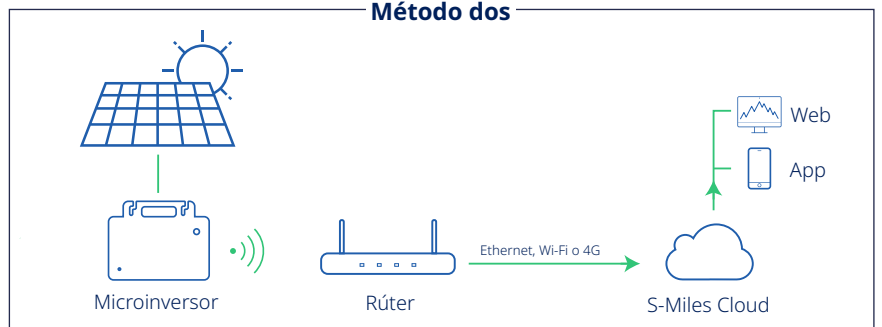 Método dos
Web
App
Ethernet, Wi-Fi o 4G
Microinversor
Rúter
S-Miles Cloud